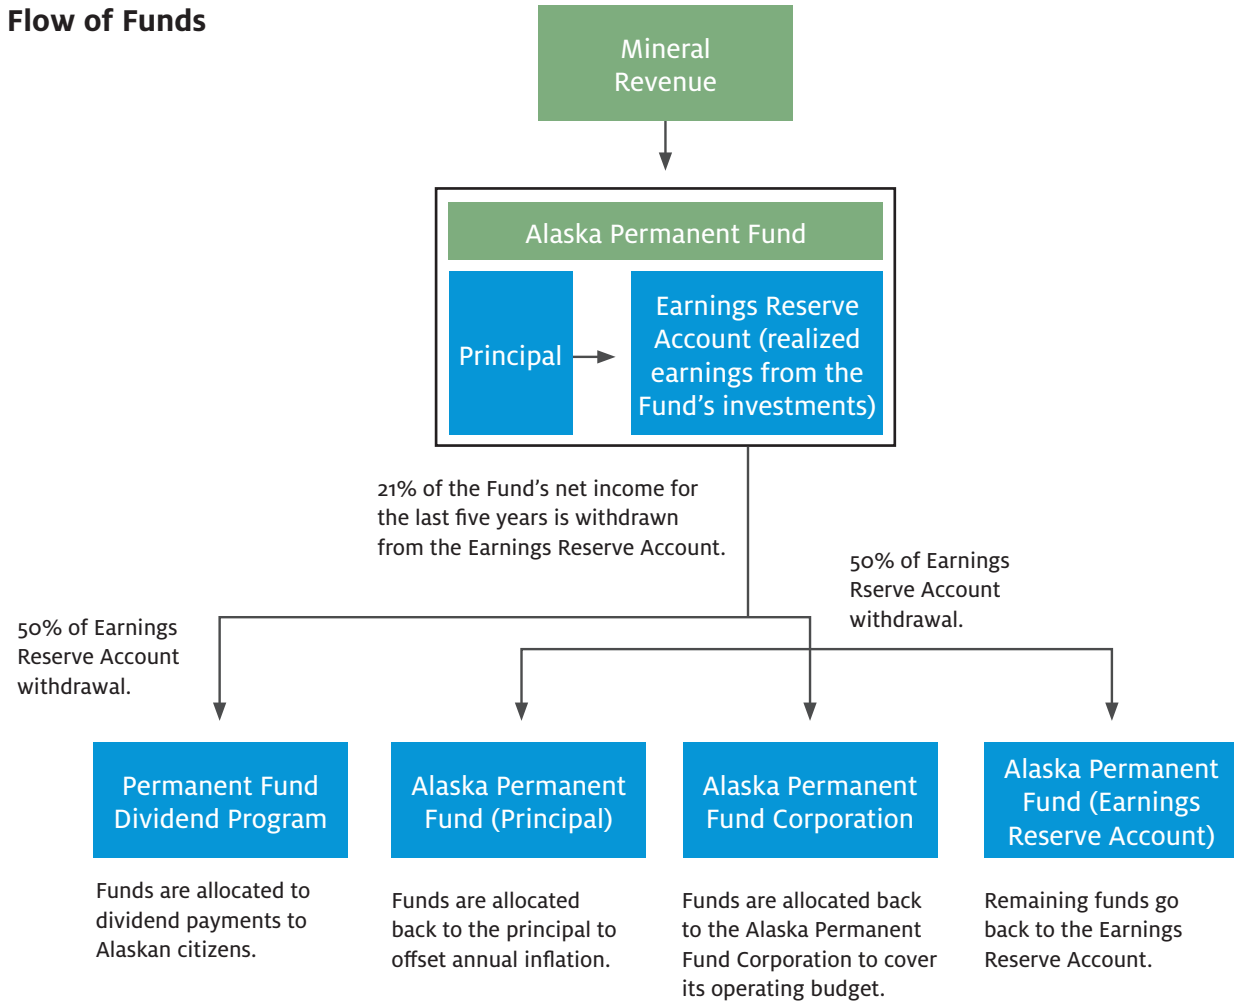 Flow of Funds
Mineral
Revenue
Alaska Permanent Fund
Principal
Earnings Reserve
Account (realized
earnings from the
Fund's investments)
21% of the Fund's net income for
the last five years is withdrawn
from the Earnings Reserve Account.
50% of Earnings
Rserve Account
withdrawal.
50% of Earnings
Reserve Account
withdrawal.
Permanent Fund
Dividend Program
Alaska Permanent
Fund (Principal)
Alaska Permanent
Fund Corporation
Alaska Permanent
Fund (Earnings
Reserve Account)
Funds are allocated to
dividend payments to
Alaskan citizens.
Funds are allocated
back to the principal to
offset annual inflation.
Funds are allocated back
to the Alaska Permanent
Fund Corporation to cover
its operating budget.
Remaining funds go
back to the Earnings
Reserve Account.